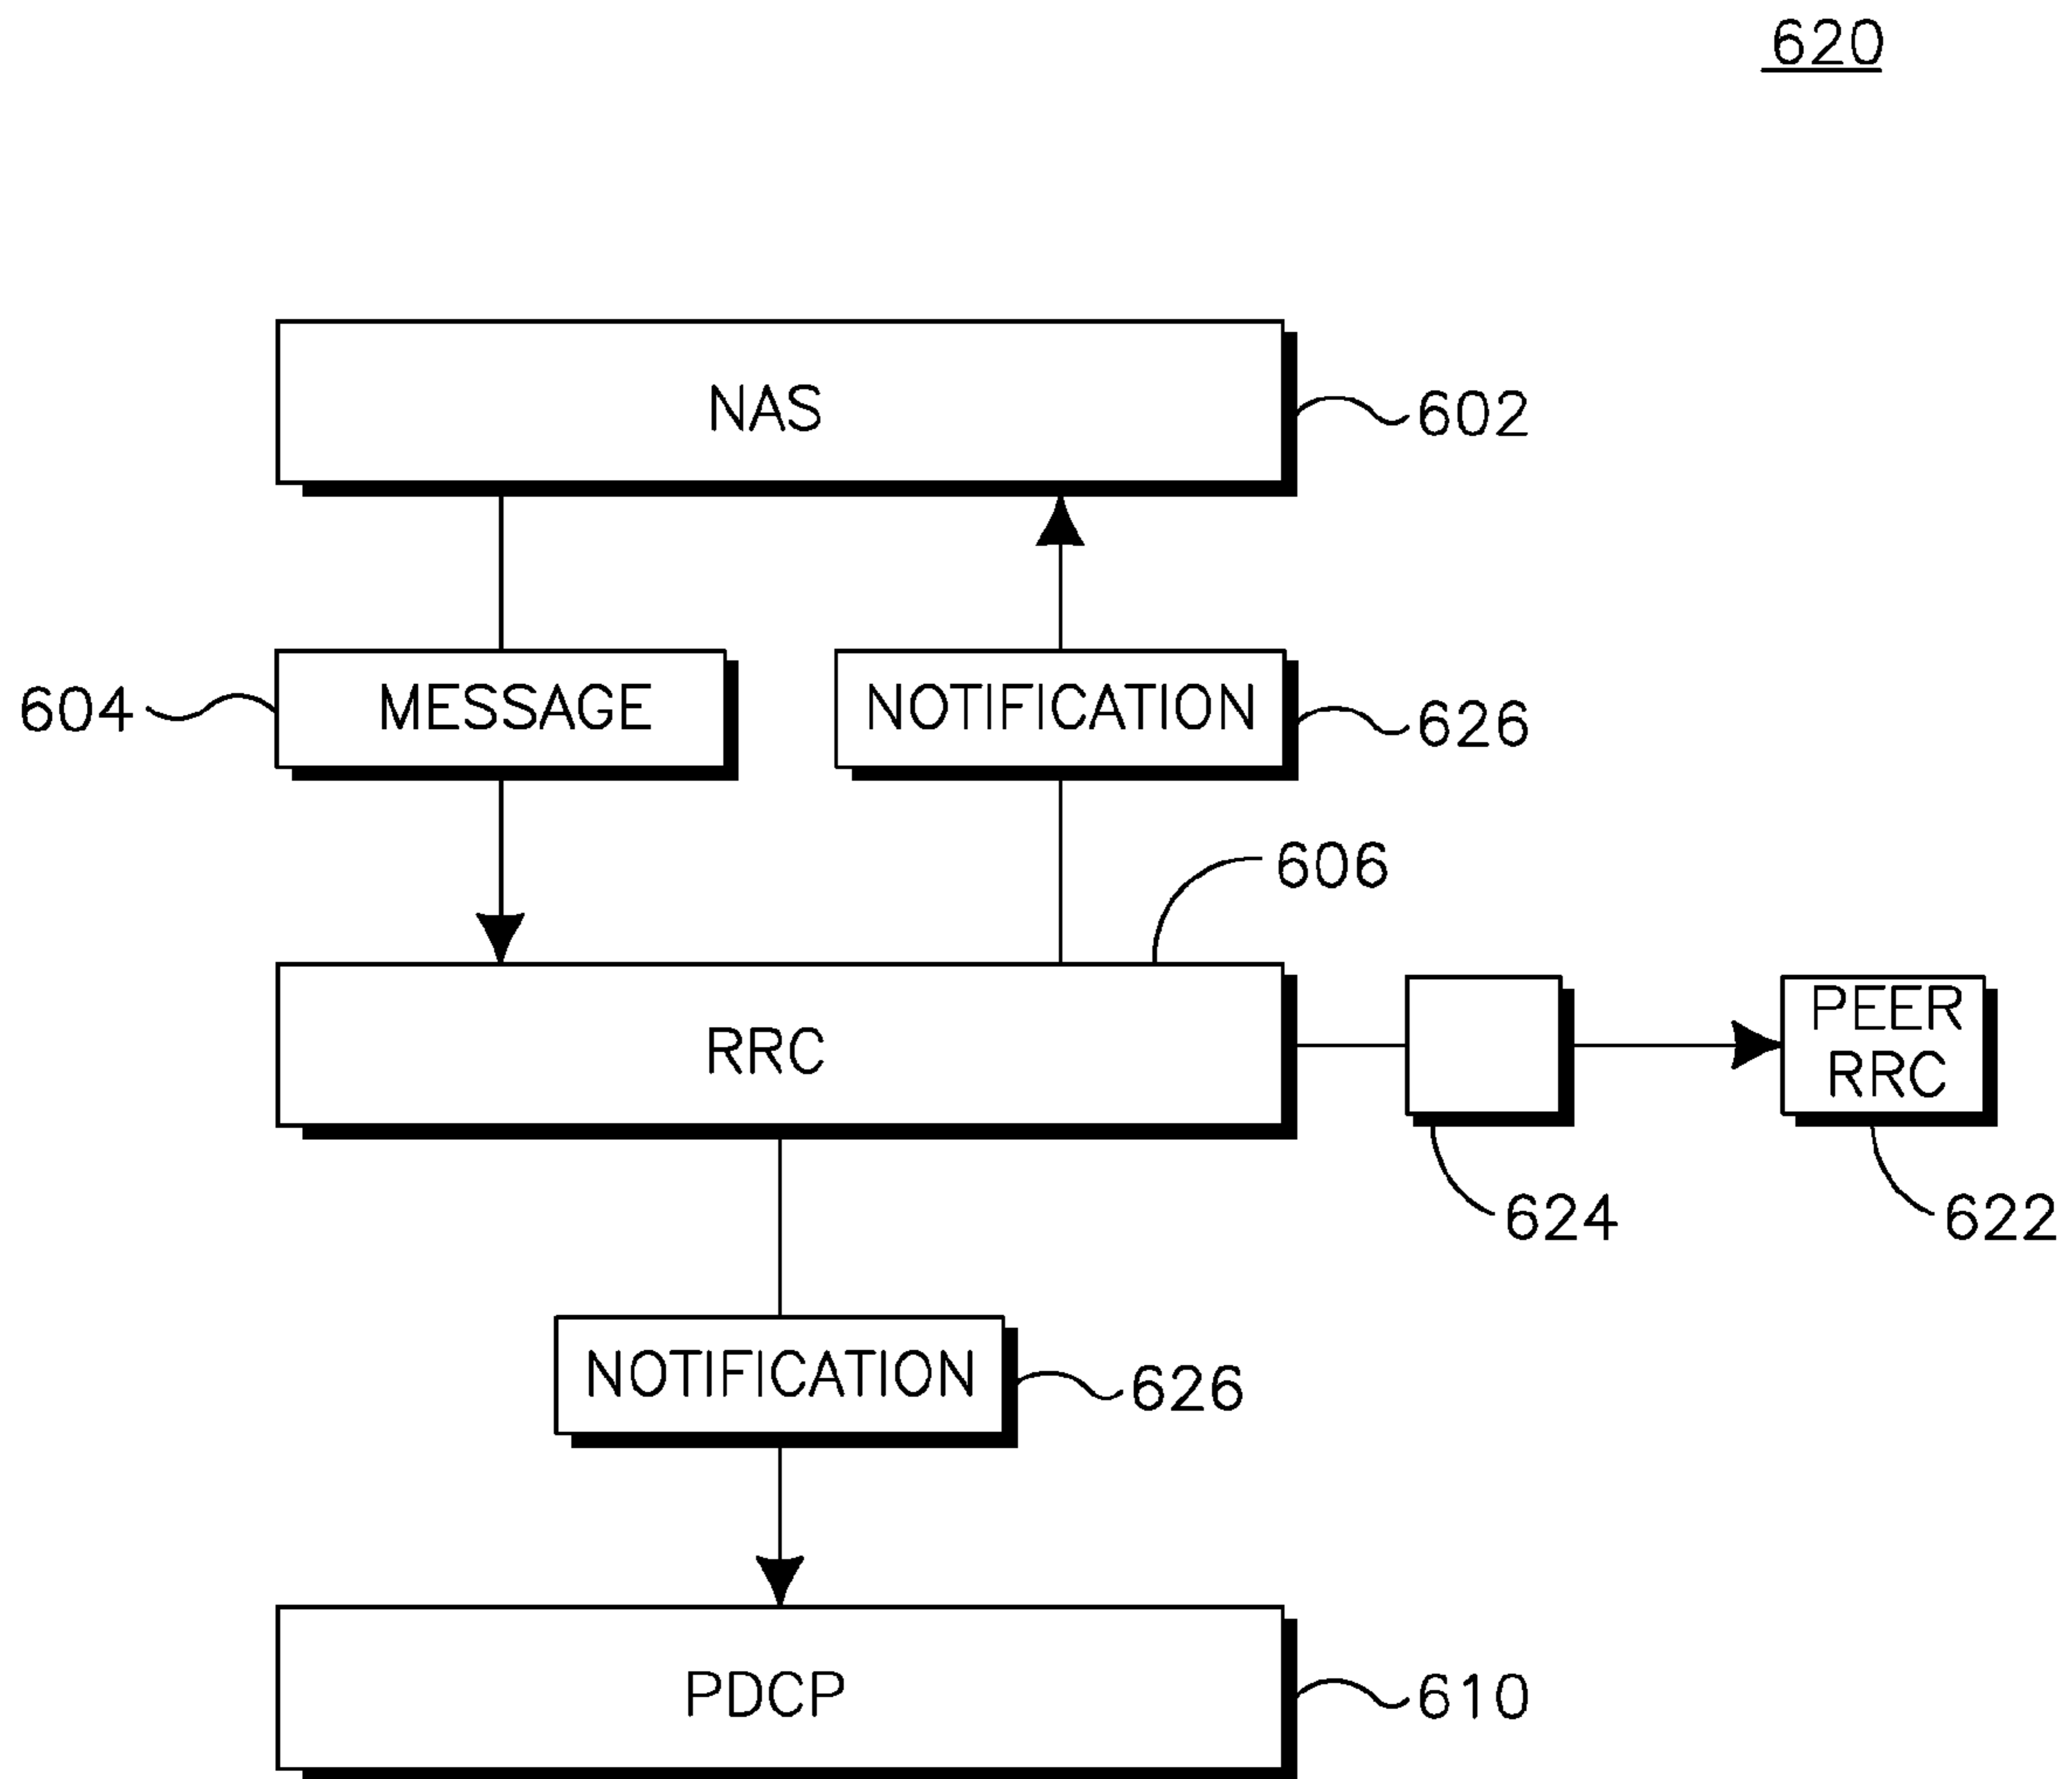 620
NAS
602
604
MESSAGE
NOTIFICATION
626
606
RRC
PEER
RRC
624
622
NOTIFICATION
626
PDCP
610